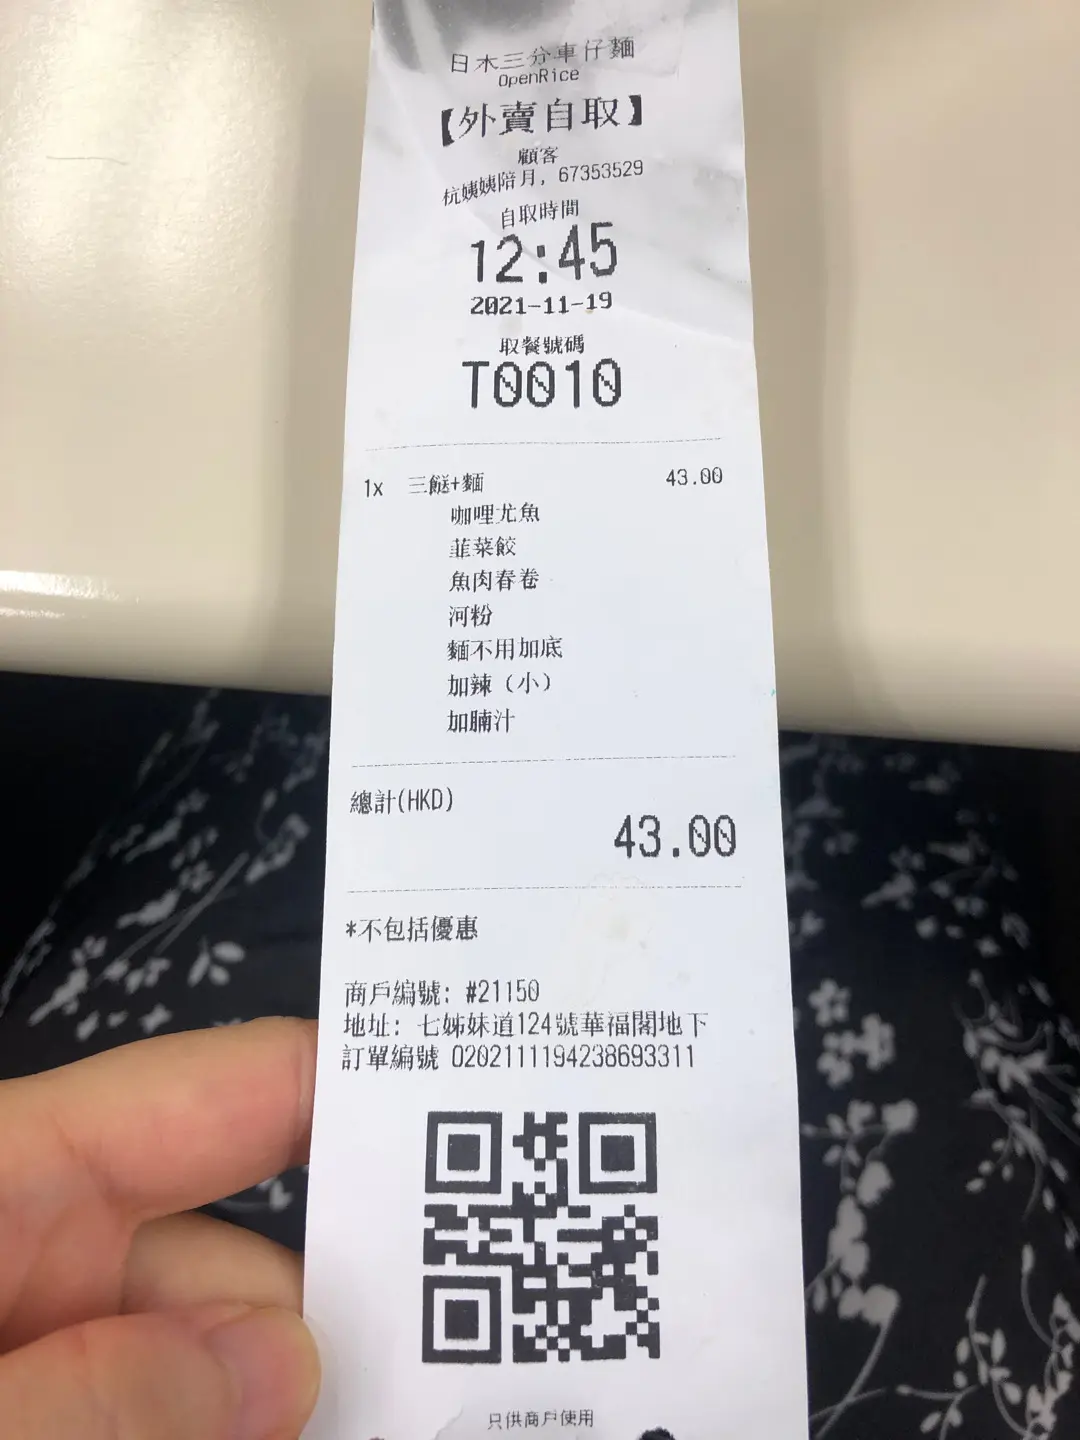 日木三分車仔麵
OpenRice
【外賣自取】
顧客
杭姨姨陪月, 67353529
自取時間
12:45
2021-11-19
取餐號碼
T0010
1x 三餸+麵 43.00
咖哩尤魚
韮菜餃
魚肉春卷
河粉
麵不用加底
加辣（小）
加腩汁
總計(HKD)
43.00
*不包括優惠
商戶編號: #21150
地址: 七姊妹道124號華福閣地下
訂單編號 0202111194238693311
只供商戶使用